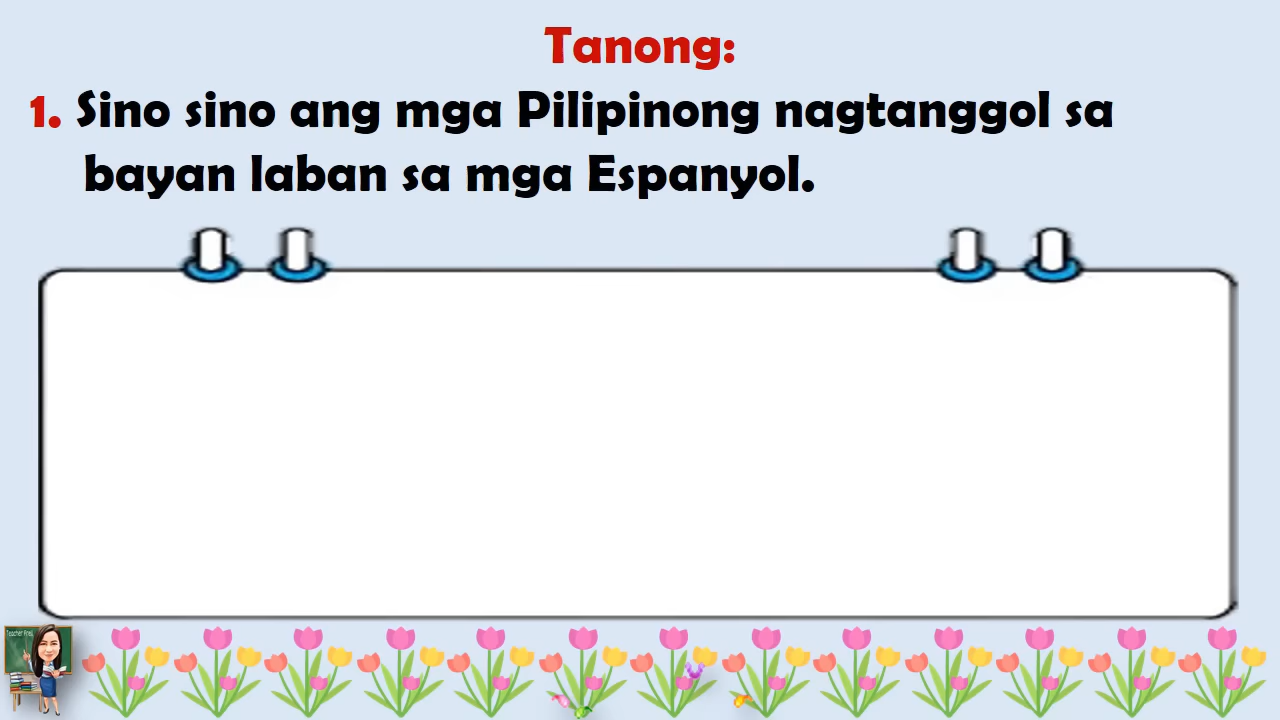 Tanong:
1. Sino sino ang mga Pilipinong nagtanggol sa
bayan laban sa mga Espanyol.